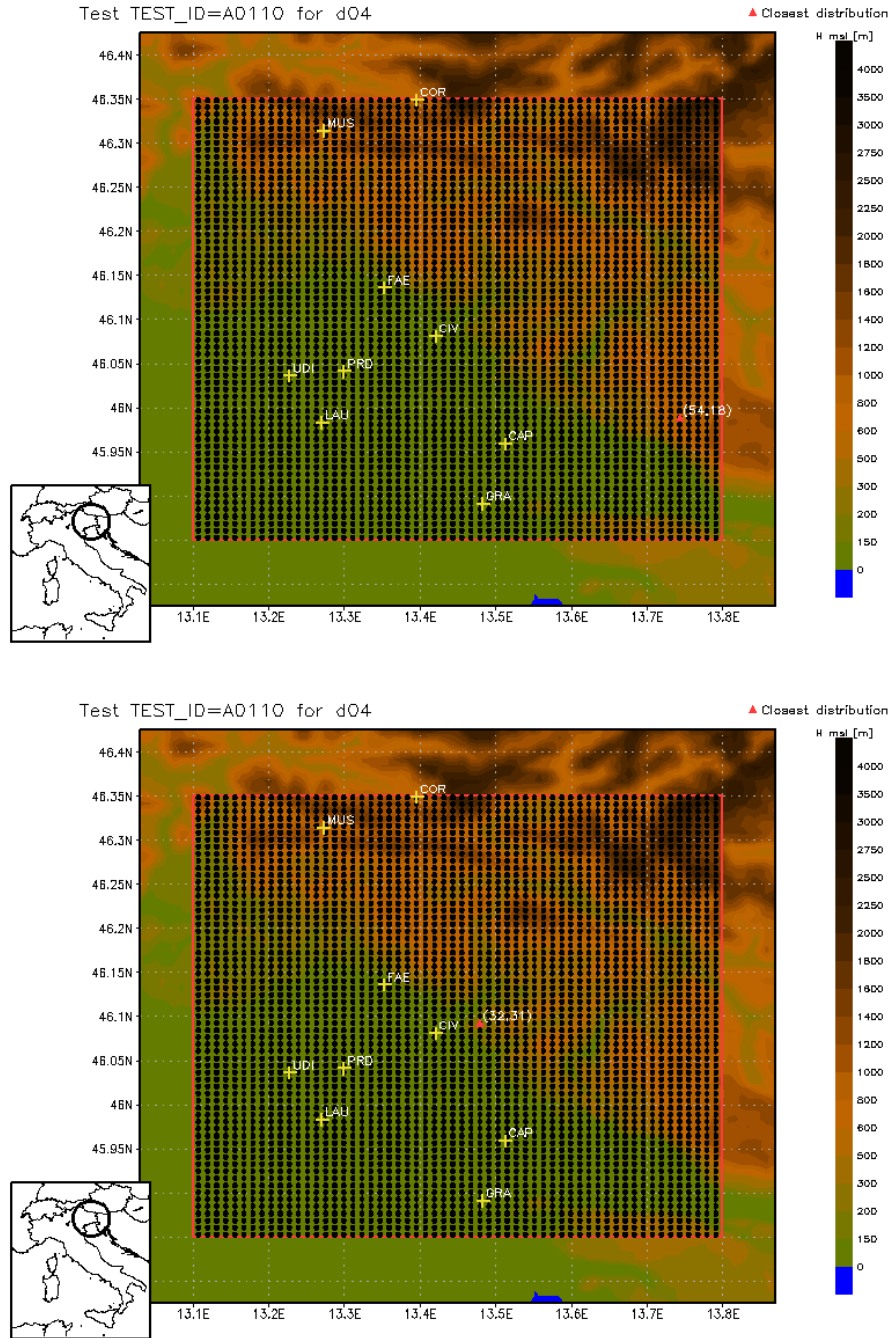 Test TEST_ID=A0110 for d04
▲ Closest distribution
H msl [m]
46.4N
46.35N
46.3N
46.25N
46.2N
46.15N
46.1N
46.05N
46N
45.95N
COR
MUS
FAE
CIV
UDI
PRD
(54,18)
LAU
CAP
GRA
4000
3000
2750
2500
2250
2000
1800
1600
1400
1200
1000
800
600
400
200
150
0
13.1E 13.2E 13.3E 13.4E 13.5E 13.6E 13.7E 13.8E
Test TEST_ID=A0110 for d04
▲ Closest distribution
H msl [m]
46.4N
46.35N
46.3N
46.25N
46.2N
46.15N
46.1N
46.05N
46N
45.95N
COR
MUS
FAE
(32,31)
CIV
UDI
PRD
LAU
CAP
GRA
4000
3000
2750
2500
2250
2000
1800
1600
1400
1200
1000
800
600
400
200
150
0
13.1E 13.2E 13.3E 13.4E 13.5E 13.6E 13.7E 13.8E